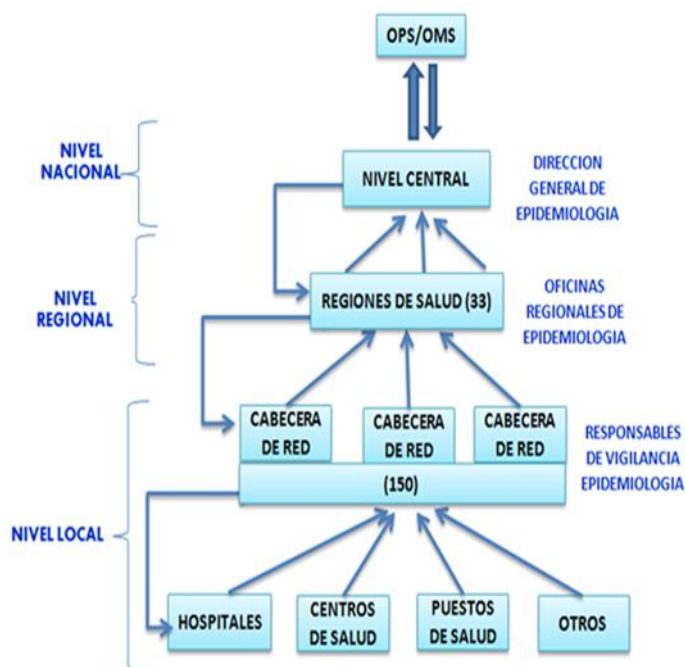 OPS/OMS
NIVEL
NACIONAL
NIVEL CENTRAL
DIRECCION
GENERAL DE
EPIDEMIOLOGIA
NIVEL
REGIONAL
REGIONES DE SALUD (33)
OFICINAS
REGIONALES DE
EPIDEMIOLOGIA
CABECERA
DE RED
CABECERA
DE RED
CABECERA
DE RED
RESPONSABLES
DE VIGILANCIA
EPIDEMIOLOGIA
(150)
NIVEL LOCAL
HOSPITALES
CENTROS
DE SALUD
PUESTOS
DE SALUD
OTROS